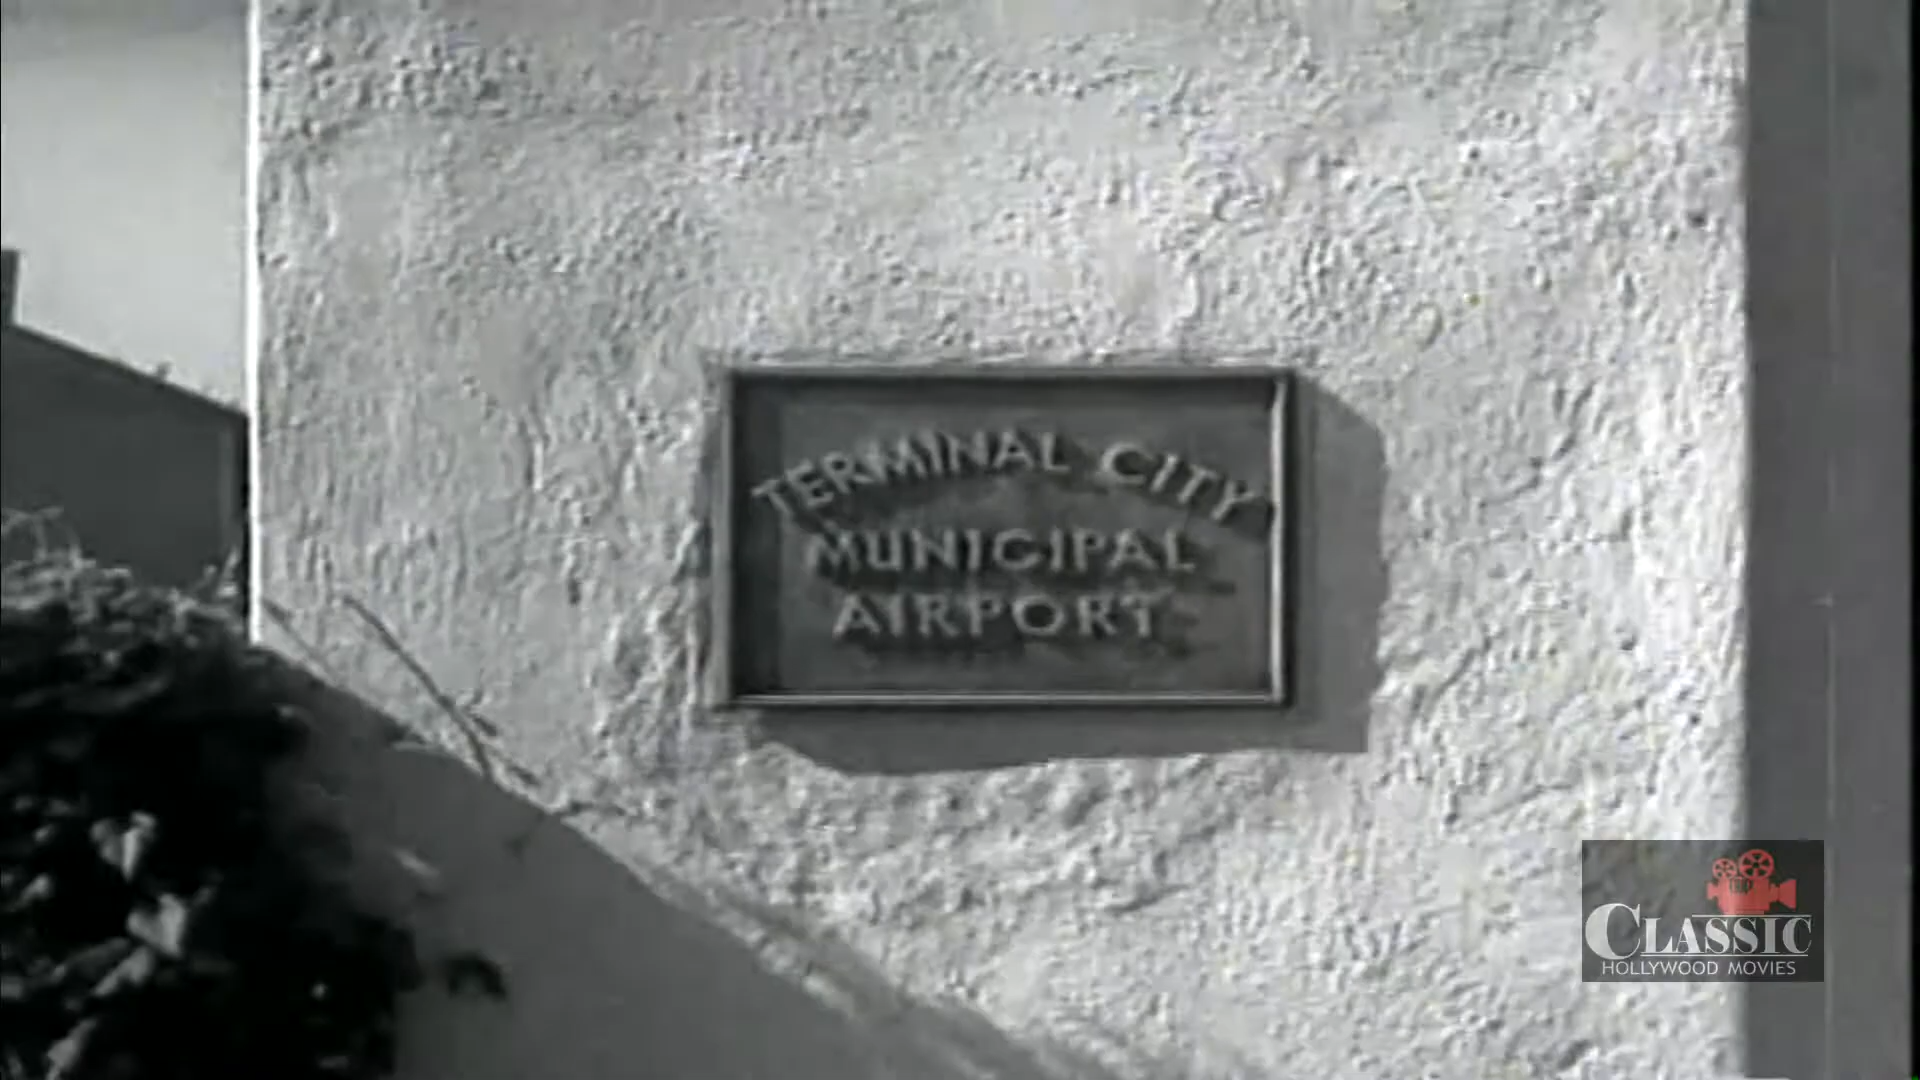 TERMINAL CITY
MUNICIPAL
AIRPORT
CLASSIC
HOLLYWOOD MOVIES